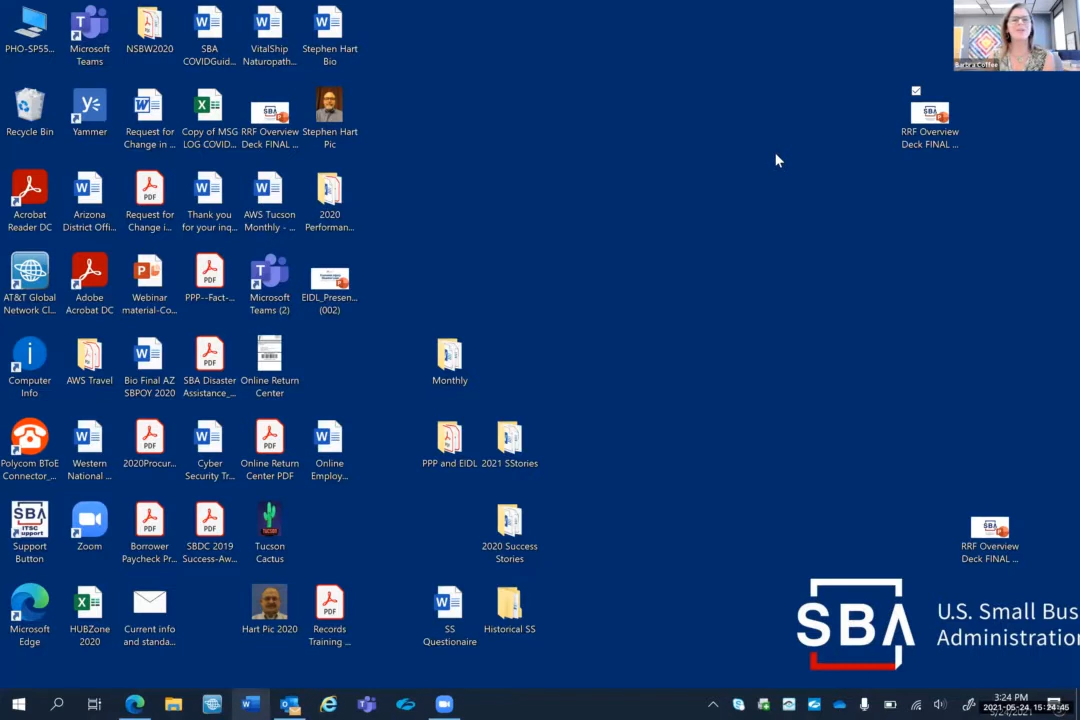 PHO-SP55...
Microsoft
Teams
NSBW2020
SBA
COVIDGuid...
VitalShip
Naturopath...
Stephen Hart
Bio
Barbra Coffee
Recycle Bin
Yammer
Request for
Change in ...
Copy of MSG
LOG COVID...
RRF Overview
Deck FINAL ...
Stephen Hart
Pic
RRF Overview
Deck FINAL ...
Acrobat
Reader DC
Arizona
District Offi...
Request for
Change i...
Thank you
for your inq...
AWS Tucson
Monthly - ...
2020
Performan...
AT&T Global
Network Cl...
Adobe
Acrobat DC
Webinar
material-Co...
PPP--Fact-...
Microsoft
Teams (2)
EIDL_Presen...
(002)
Computer
Info
AWS Travel
Bio Final AZ
SBPOY 2020
SBA Disaster
Assistance_...
Online Return
Center
Monthly
Polycom BToE
Connector_...
Western
National ...
2020Procur...
Cyber
Security Tr...
Online Return
Center PDF
Online
Employ...
PPP and EIDL
2021 SStories
SBA
ITSC
Support
Support
Button
Zoom
Borrower
Paycheck Pr...
SBDC 2019
Success-Aw...
Tucson
Cactus
2020 Success
Stories
RRF Overview
Deck FINAL ...
Microsoft
Edge
HUBZone
2020
Current info
and standa...
Hart Pic 2020
Records
Training ...
SS
Questionaire
Historical SS
SBA
U.S. Small Bus
Administration
3:24 PM
2021-05-24, 15:24:45